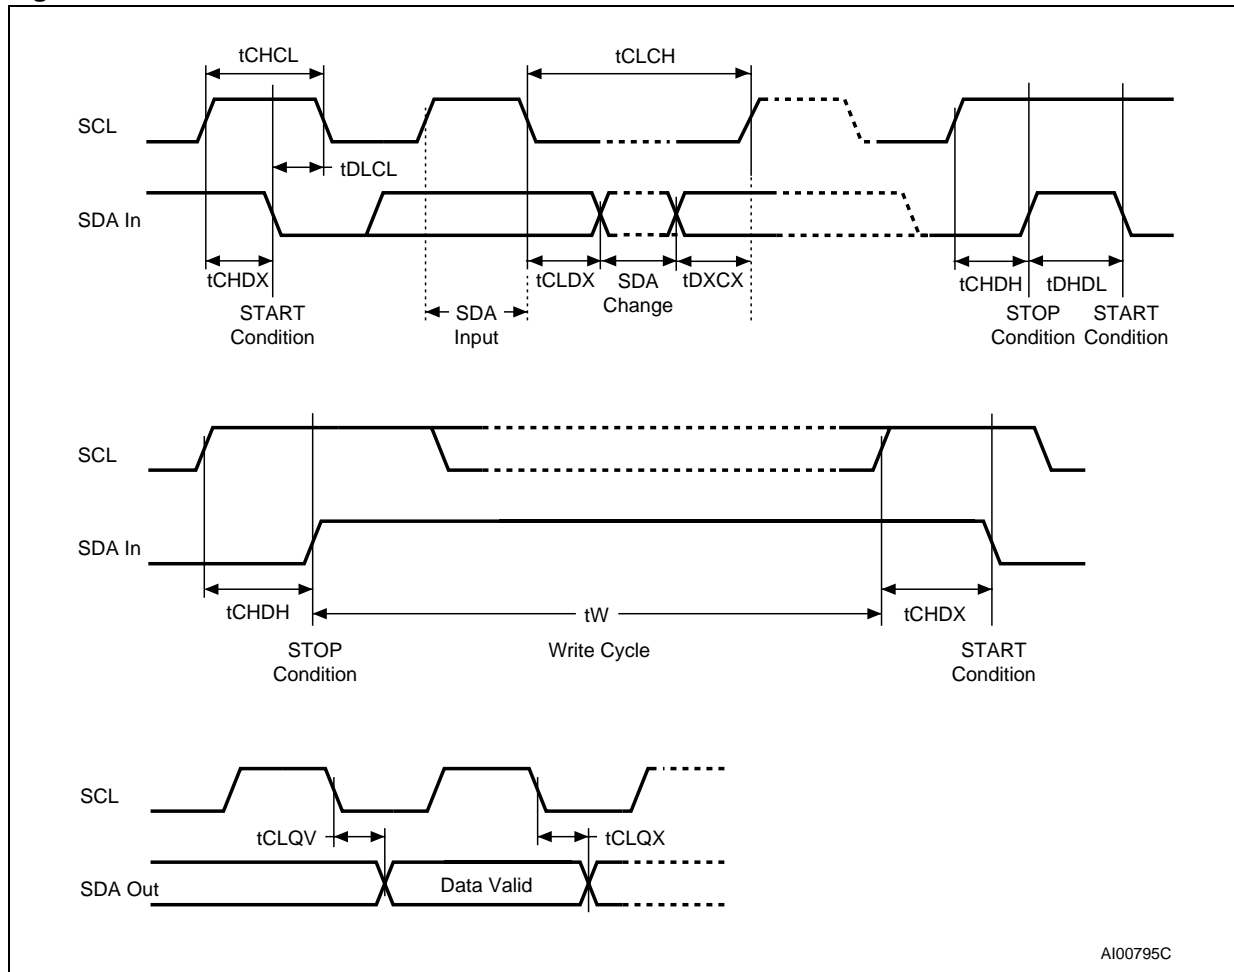 tCHCL
tCLCH
SCL
tDLCL
SDA In
tCHDX
tCLDX
SDA
Change
tDXCX
tCHDH
tDHDL
START
Condition
SDA
Input
STOP
Condition
START
Condition
SCL
SDA In
tCHDH
tW
tCHDX
STOP
Condition
Write Cycle
START
Condition
SCL
tCLQV
tCLQX
SDA Out
Data Valid
AI00795C